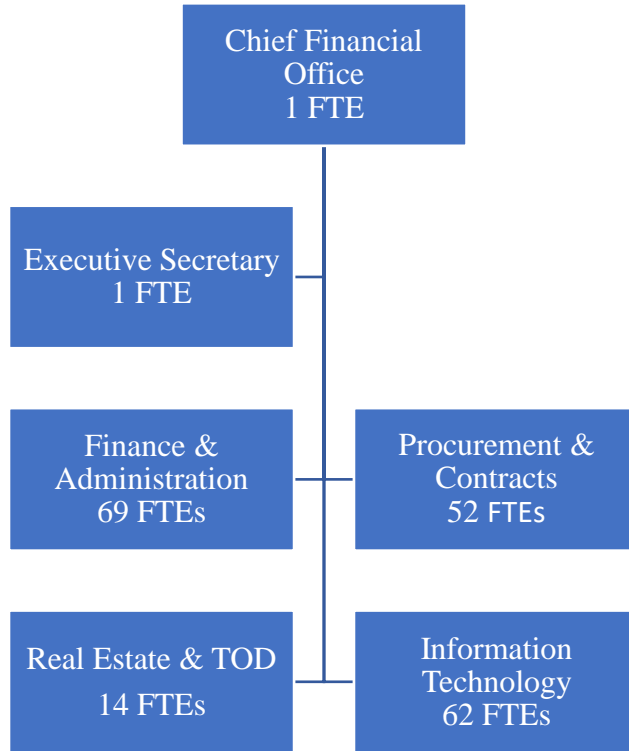 Chief Financial
Office
1 FTE
Executive Secretary
1 FTE
Finance &
Administration
69 FTEs
Procurement &
Contracts
52 FTEs
Real Estate & TOD
14 FTEs
Information
Technology
62 FTEs